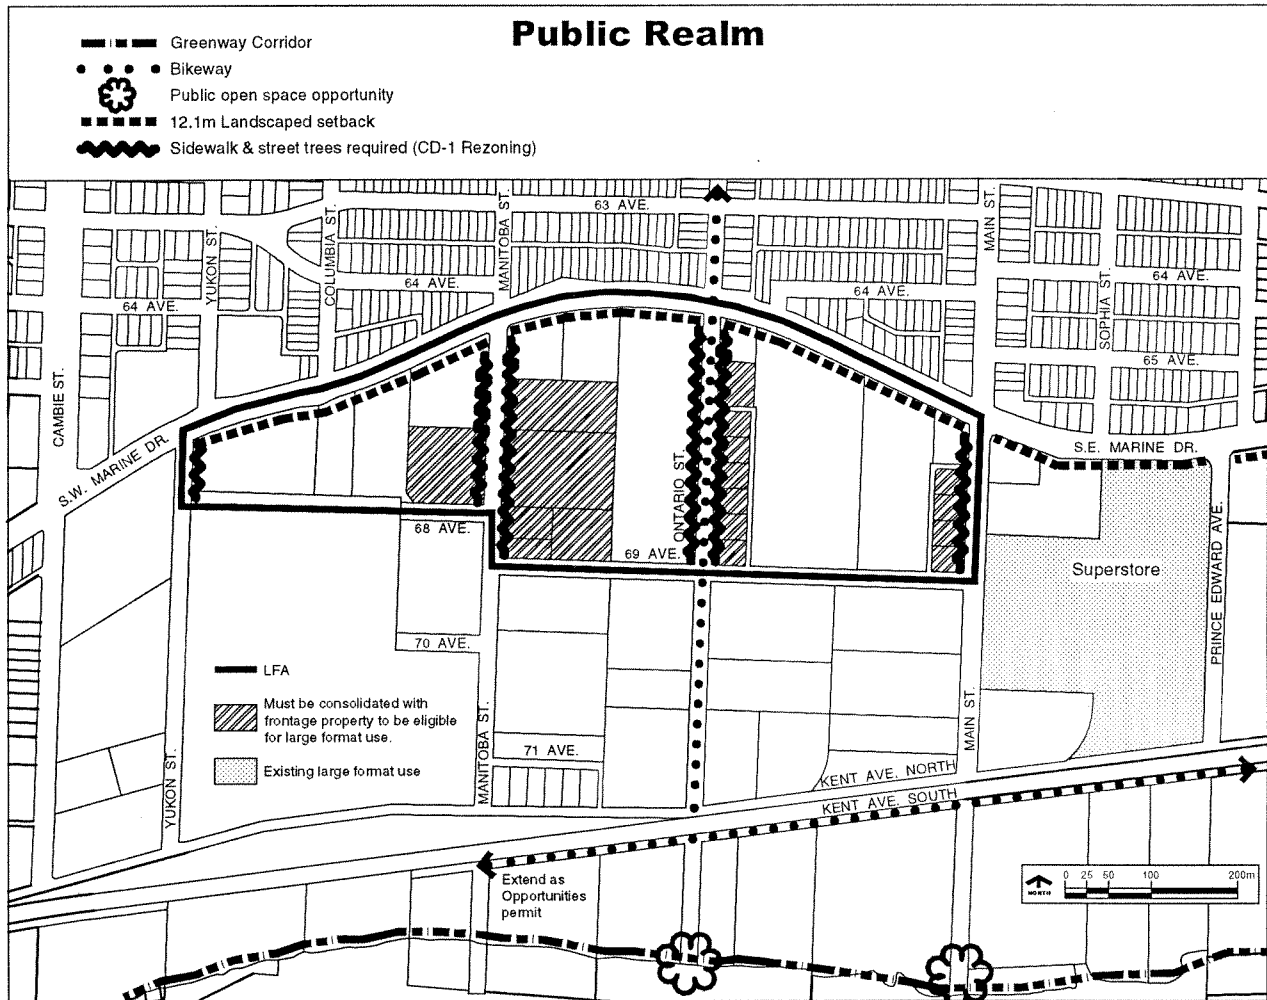 Public Realm
Greenway Corridor
Bikeway
Public open space opportunity
12.1m Landscaped setback
Sidewalk & street trees required (CD-1 Rezoning)
63 AVE.
YUKON ST.
COLUMBIA ST.
MANITOBA ST.
MAIN ST.
64 AVE.
64 AVE.
64 AVE.
64 AVE.
SOPHIA ST.
65 AVE.
CAMBIE ST.
S.W. MARINE DR.
S.E. MARINE DR.
ONTARIO ST.
68 AVE.
69 AVE.
Superstore
PRINCE EDWARD AVE.
70 AVE.
LFA
Must be consolidated with
frontage property to be eligible
for large format use.
Existing large format use
MANITOBA ST.
MAIN ST.
71 AVE.
YUKON ST.
KENT AVE. NORTH
KENT AVE. SOUTH
Extend as
Opportunities
permit
NORTH
0 25 50 100 200m